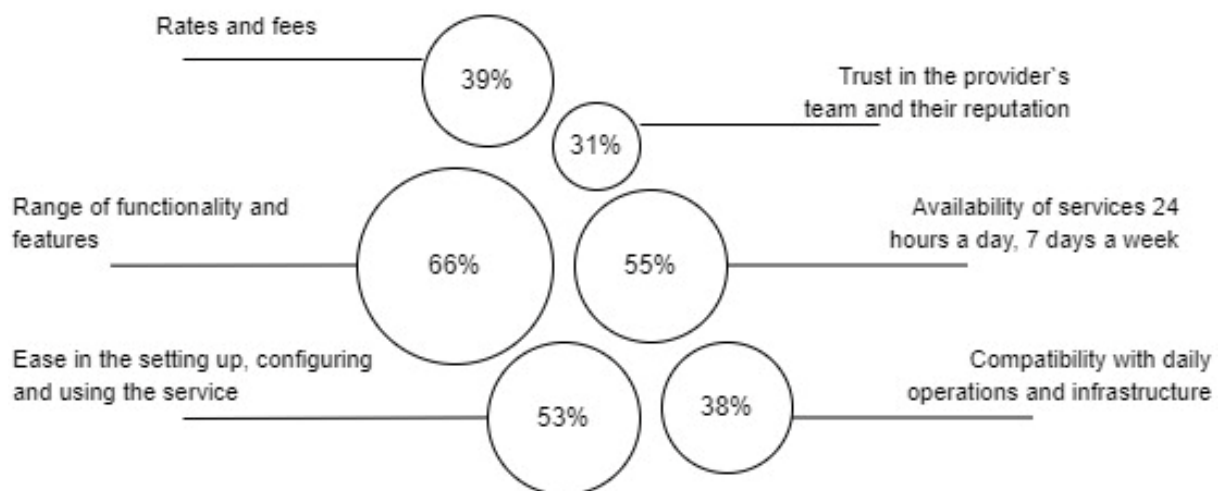 Rates and fees
39%
Trust in the provider`s
team and their reputation
31%
Range of functionality and
features
66%
55%
Availability of services 24
hours a day, 7 days a week
Ease in the setting up, configuring
and using the service
53%
38%
Compatibility with daily
operations and infrastructure